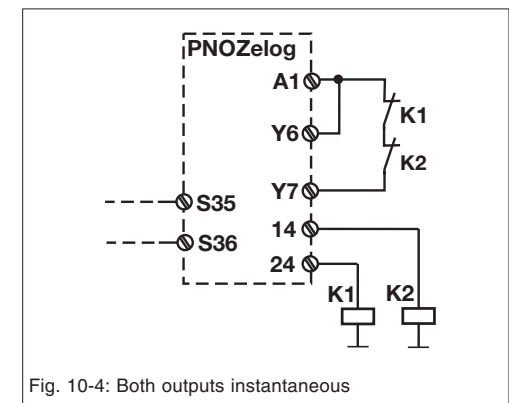 PNOZelog
A1
K1
Y6
K2
Y7
S35
14
S36
24
K1 K2
Fig. 10-4: Both outputs instantaneous